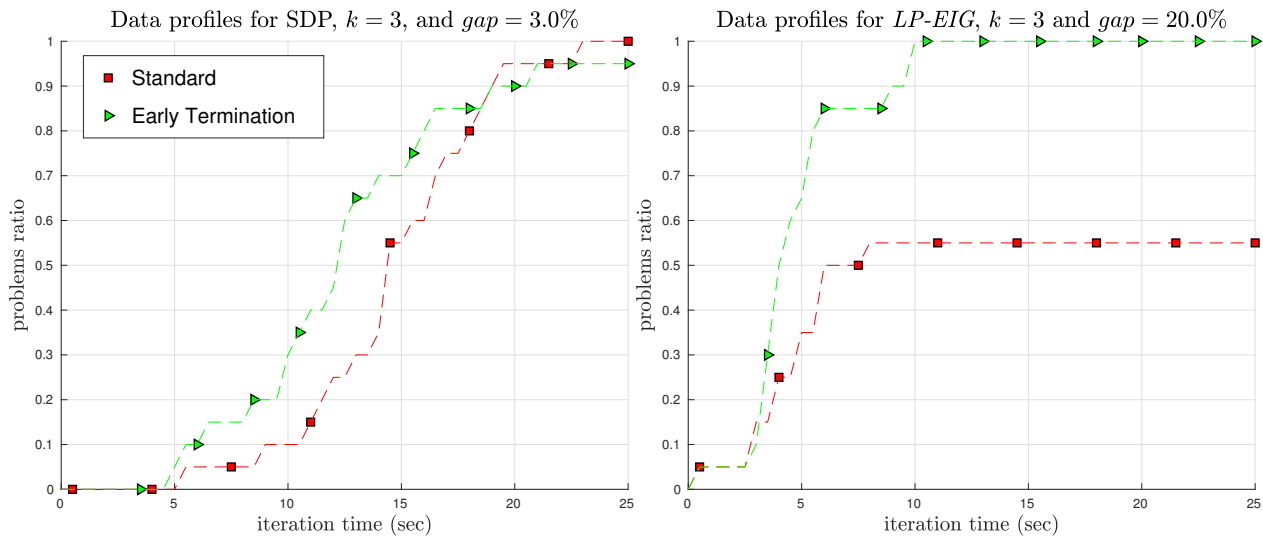 Data profiles for SDP, k = 3, and gap = 3.0%
1
0.9
0.8
0.7
0.6
0.5
0.4
0.3
0.2
0.1
0
problems ratio
Standard
Early Termination
0 5 10 15 20 25
iteration time (sec)
Data profiles for LP-EIG, k = 3 and gap = 20.0%
1
0.9
0.8
0.7
0.6
0.5
0.4
0.3
0.2
0.1
0
problems ratio
0 5 10 15 20 25
iteration time (sec)